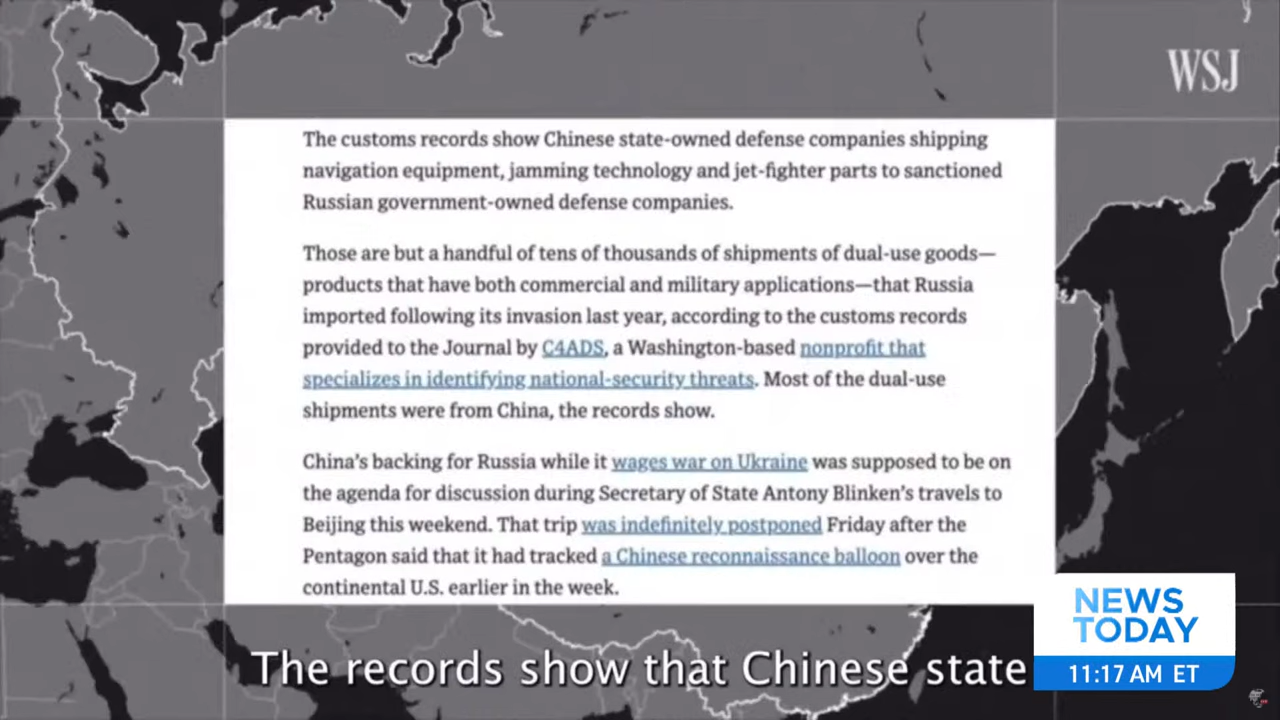 WSJ
The customs records show Chinese state-owned defense companies shipping
navigation equipment, jamming technology and jet-fighter parts to sanctioned
Russian government-owned defense companies.
Those are but a handful of tens of thousands of shipments of dual-use goods—
products that have both commercial and military applications—that Russia
imported following its invasion last year, according to the customs records
provided to the Journal by C4ADS, a Washington-based nonprofit that
specializes in identifying national-security threats. Most of the dual-use
shipments were from China, the records show.
China’s backing for Russia while it wages war on Ukraine was supposed to be on
the agenda for discussion during Secretary of State Antony Blinken’s travels to
Beijing this weekend. That trip was indefinitely postponed Friday after the
Pentagon said that it had tracked a Chinese reconnaissance balloon over the
continental U.S. earlier in the week.
The records show that Chinese state
NEWS
TODAY
11:17 AM ET